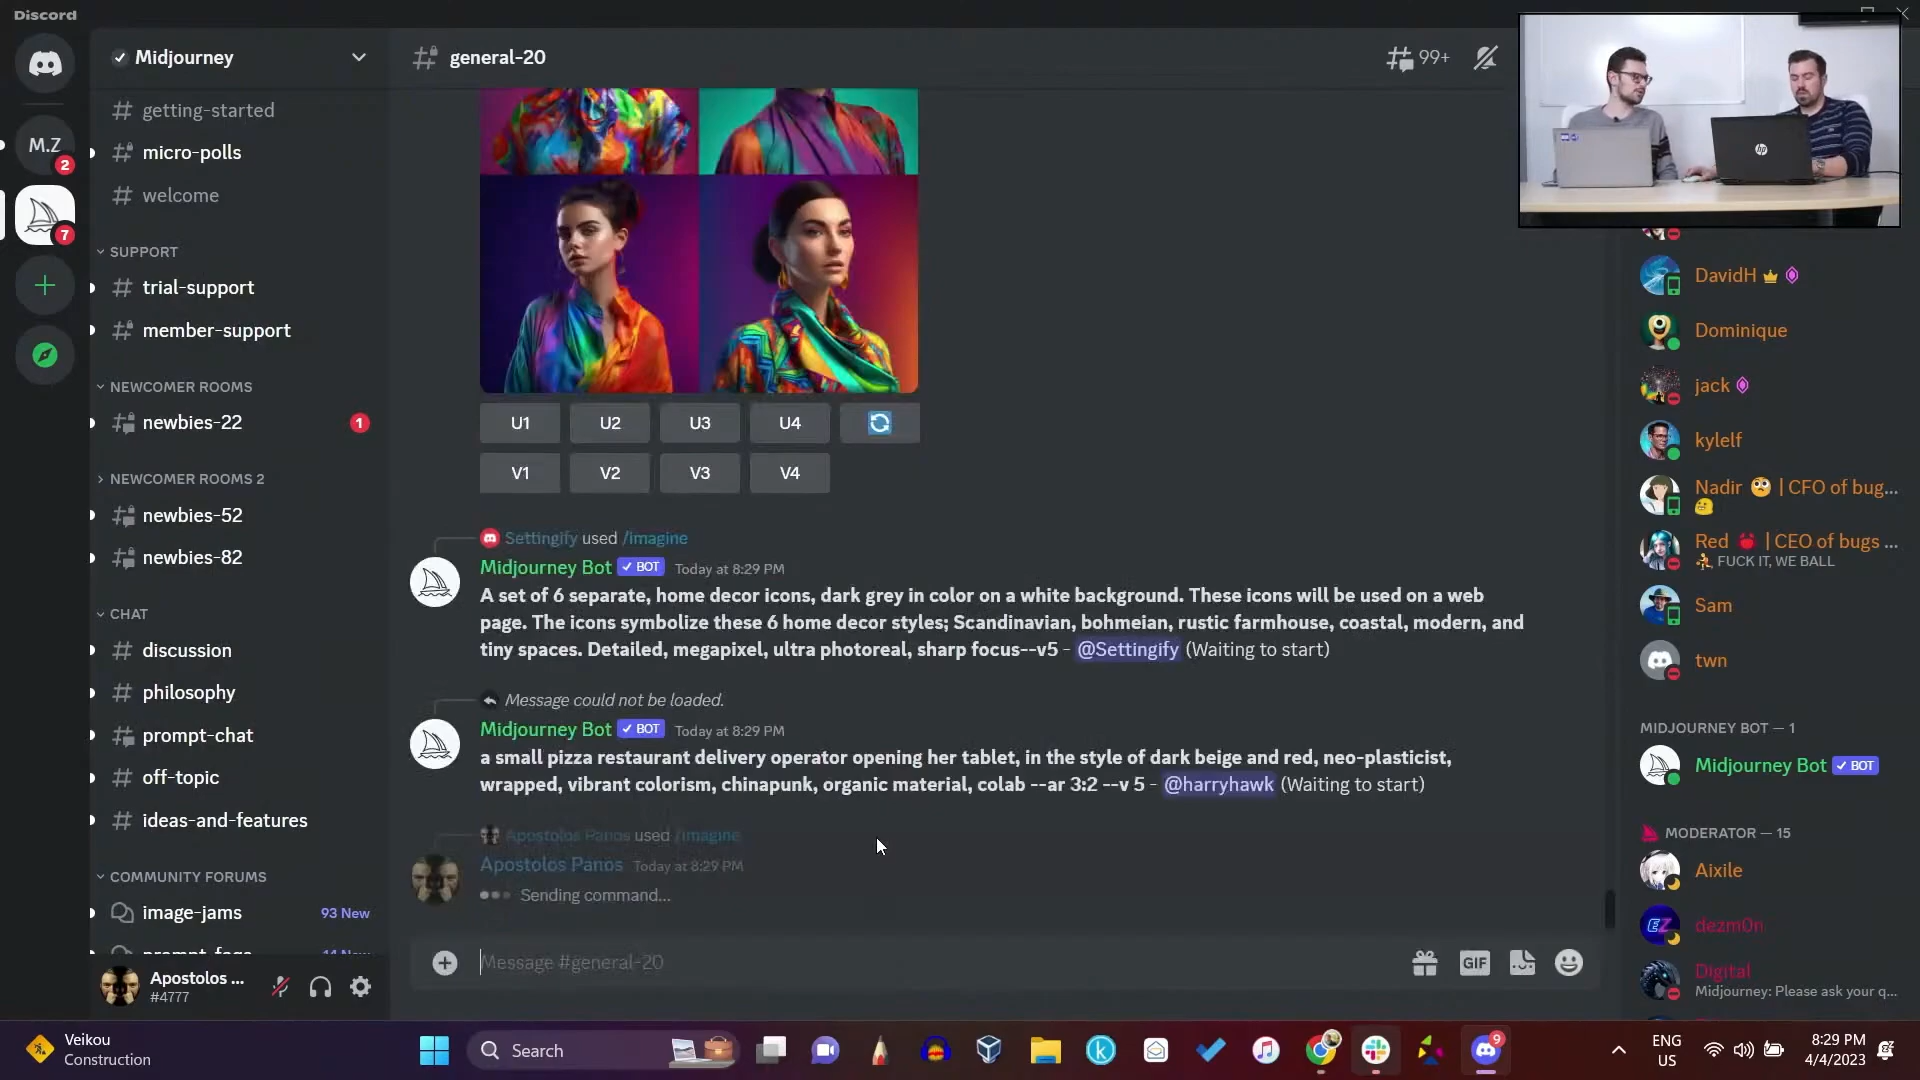 Discord
Midjourney
general-20
99+
getting-started
micro-polls
welcome
M.Z
2
7
SUPPORT
trial-support
member-support
NEWCOMER ROOMS
newbies-22
1
NEWCOMER ROOMS 2
newbies-52
newbies-82
CHAT
discussion
philosophy
prompt-chat
off-topic
ideas-and-features
COMMUNITY FORUMS
image-jams
93 New
Apostolos ...
#4777
U1 U2 U3 U4
V1 V2 V3 V4
Settingify used /imagine
Midjourney Bot BOT Today at 8:29 PM
A set of 6 separate, home decor icons, dark grey in color on a white background. These icons will be used on a web
page. The icons symbolize these 6 home decor styles; Scandinavian, bohmeian, rustic farmhouse, coastal, modern, and
tiny spaces. Detailed, megapixel, ultra photoreal, sharp focus--v5 - @Settingify (Waiting to start)
Message could not be loaded.
Midjourney Bot BOT Today at 8:29 PM
a small pizza restaurant delivery operator opening her tablet, in the style of dark beige and red, neo-plasticist,
wrapped, vibrant colorism, chinapunk, organic material, colab --ar 3:2 --v 5 - @harryhawk (Waiting to start)
Apostolos Panos used /imagine
Apostolos Panos Today at 8:29 PM
Sending command...
Message #general-20
GIF
hp
DavidH
Dominique
jack
kylelf
Nadir | CFO of bug...
Red | CEO of bugs ...
FUCK IT, WE BALL
Sam
twn
MIDJOURNEY BOT — 1
Midjourney Bot BOT
MODERATOR — 15
Aixile
dezm0n
Digital
Midjourney: Please ask your q...
Veikou
Construction
Search
9
ENG
US
8:29 PM
4/4/2023